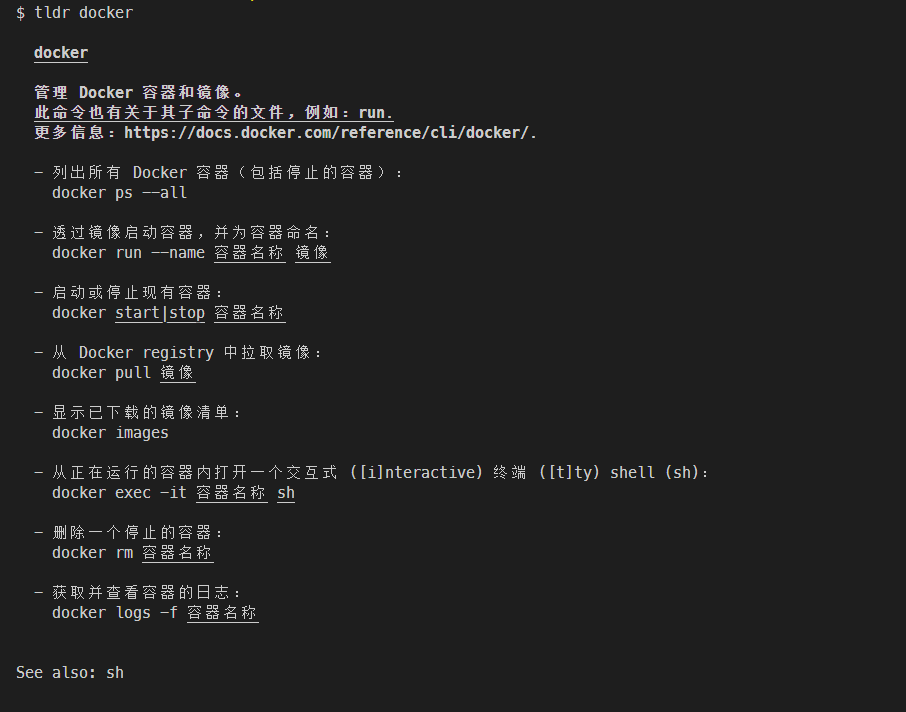 $ tldr docker
docker
管理 Docker 容器和镜像。
此命令也有关于其子命令的文件，例如：run.
更多信息：https://docs.docker.com/reference/cli/docker/.
- 列出所有 Docker 容器（包括停止的容器）：
docker ps --all
- 透过镜像启动容器，并为容器命名：
docker run --name 容器名称 镜像
- 启动或停止现有容器：
docker start|stop 容器名称
- 从 Docker registry 中拉取镜像：
docker pull 镜像
- 显示已下载的镜像清单：
docker images
- 从正在运行的容器内打开一个交互式 ([i]nteractive) 终端 ([t]ty) shell (sh)：
docker exec -it 容器名称 sh
- 删除一个停止的容器：
docker rm 容器名称
- 获取并查看容器的日志：
docker logs -f 容器名称
See also: sh